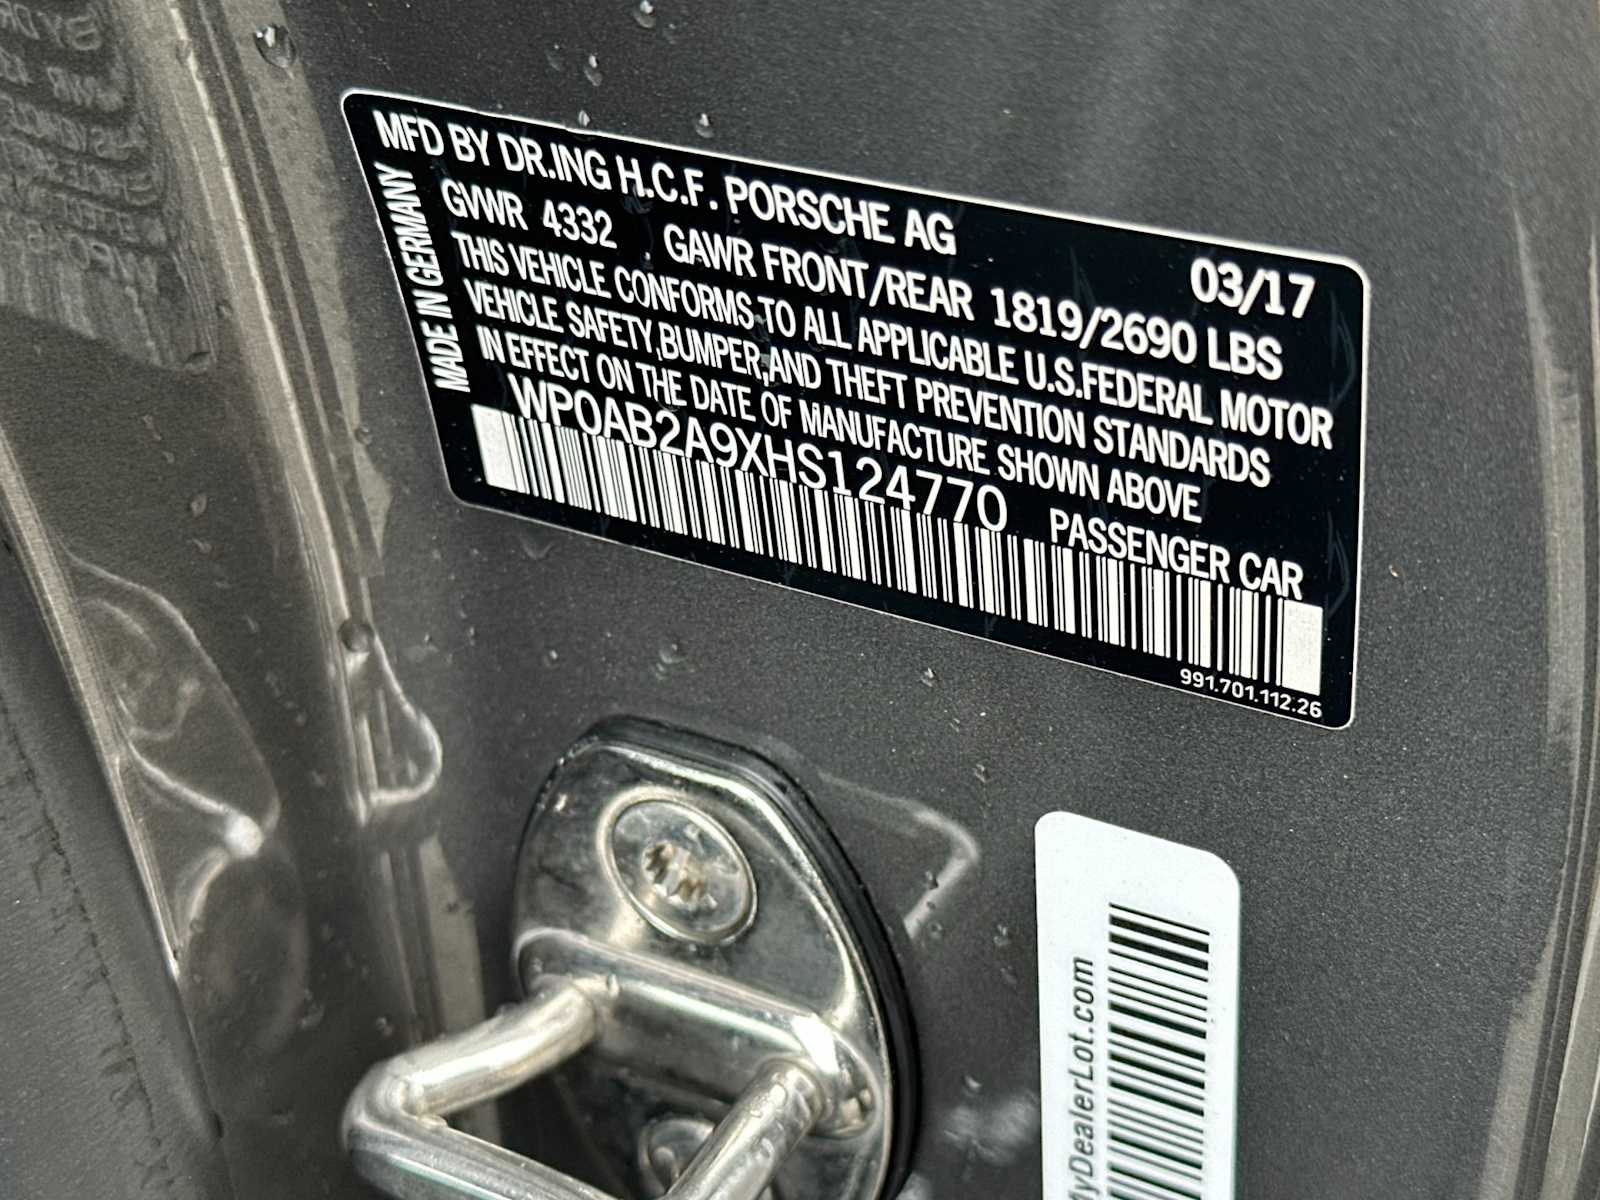 MFD BY DR.ING H.C.F. PORSCHE AG 03/17
MADE IN GERMANY
GVWR 4332 GAWR FRONT/REAR 1819/2690 LBS
THIS VEHICLE CONFORMS TO ALL APPLICABLE U.S.FEDERAL MOTOR
VEHICLE SAFETY,BUMPER,AND THEFT PREVENTION STANDARDS
IN EFFECT ON THE DATE OF MANUFACTURE SHOWN ABOVE
WP0AB2A9XHS124770 PASSENGER CAR
991.701.112.26
MyDealerLot.com